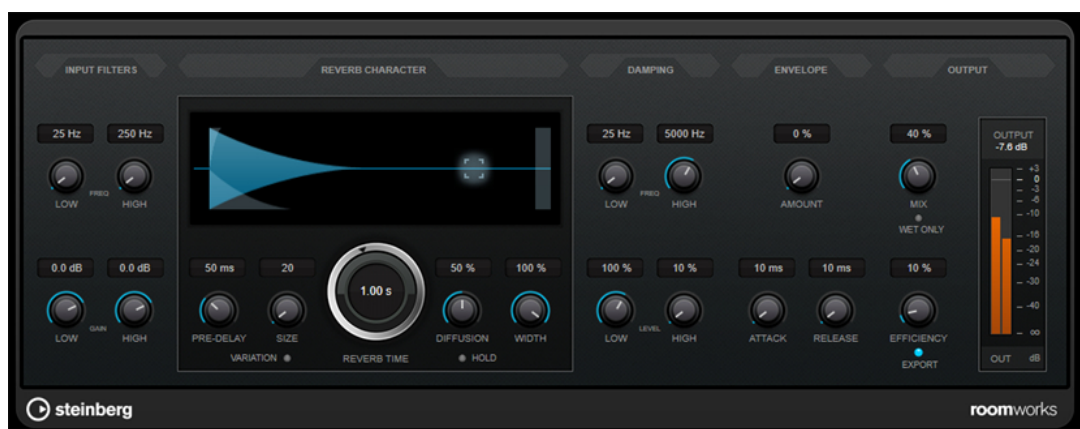 INPUT FILTERS
REVERB CHARACTER
DAMPING
ENVELOPE
OUTPUT
25 Hz 250 Hz
25 Hz 5000 Hz
0 %
40 %
OUTPUT
-7.6 dB
LOW FREQ HIGH
LOW FREQ HIGH
AMOUNT
MIX
WET ONLY
+3
0
-3
-6
-10
-16
-20
-24
-30
-40
∞
0.0 dB 0.0 dB
50 ms 20
1.00 s
50 % 100 %
100 % 10 %
10 ms 10 ms
10 %
LOW GAIN HIGH
PRE-DELAY SIZE
DIFFUSION WIDTH
LOW LEVEL HIGH
ATTACK RELEASE
EFFICIENCY
VARIATION
REVERB TIME
HOLD
EXPORT
OUT dB
steinberg
roomworks